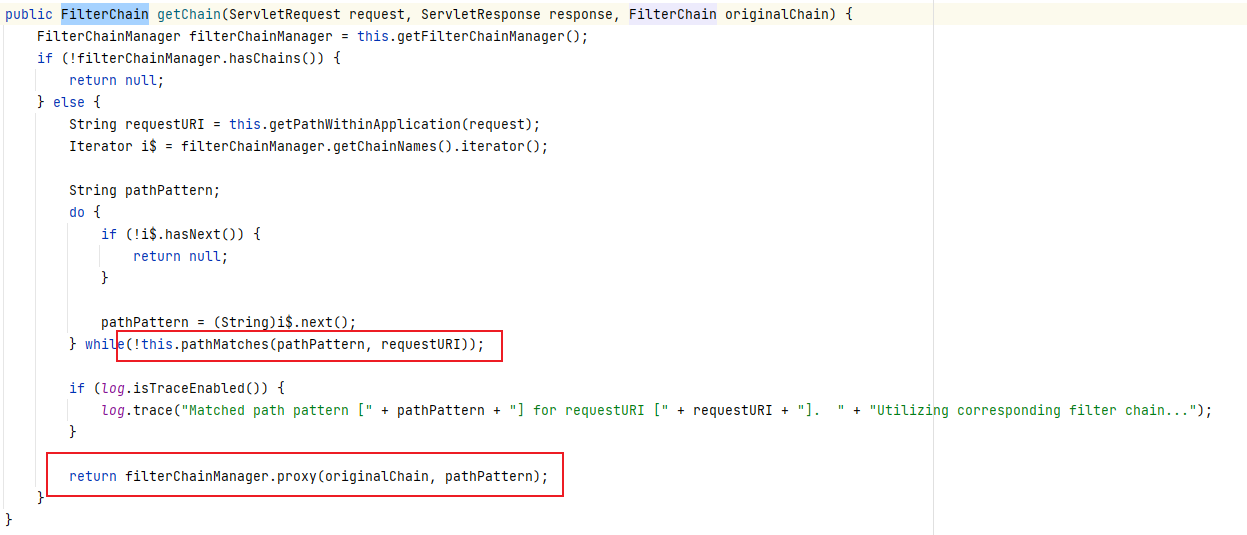 public FilterChain getChain(ServletRequest request, ServletResponse response, FilterChain originalChain) {
    FilterChainManager filterChainManager = this.getFilterChainManager();
    if (!filterChainManager.hasChains()) {
        return null;
    } else {
        String requestURI = this.getPathWithinApplication(request);
        Iterator i$ = filterChainManager.getChainNames().iterator();

        String pathPattern;
        do {
            if (!i$.hasNext()) {
                return null;
            }

            pathPattern = (String)i$.next();
        } while(!this.pathMatches(pathPattern, requestURI));

        if (log.isTraceEnabled()) {
            log.trace("Matched path pattern [" + pathPattern + "] for requestURI [" + requestURI + "].  " + "Utilizing corresponding filter chain...");
        }

        return filterChainManager.proxy(originalChain, pathPattern);
    }
}